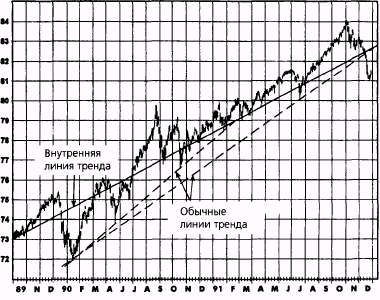 84
83
82
81
80
79
78
77
76
75
74
73
72
Внутренняя
линия тренда
Обычные
линии тренда
89 N D 90 F M A M J J A S O N 91 F M A M J J A S O N D